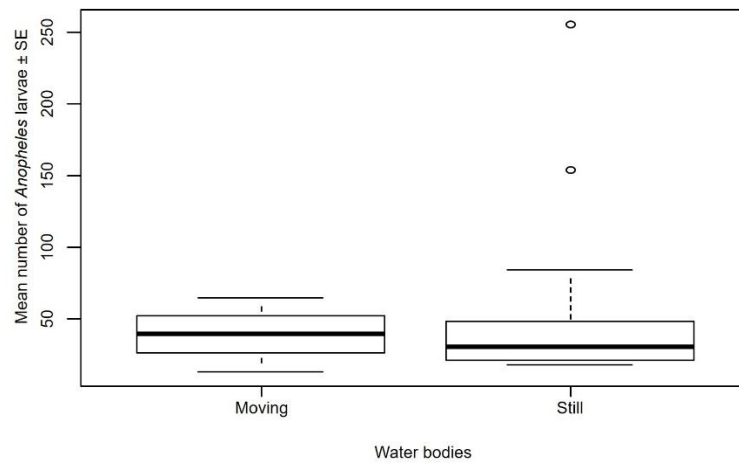 Mean number of Anopheles larvae ± SE
250
200
150
100
50
Moving
Still
Water bodies